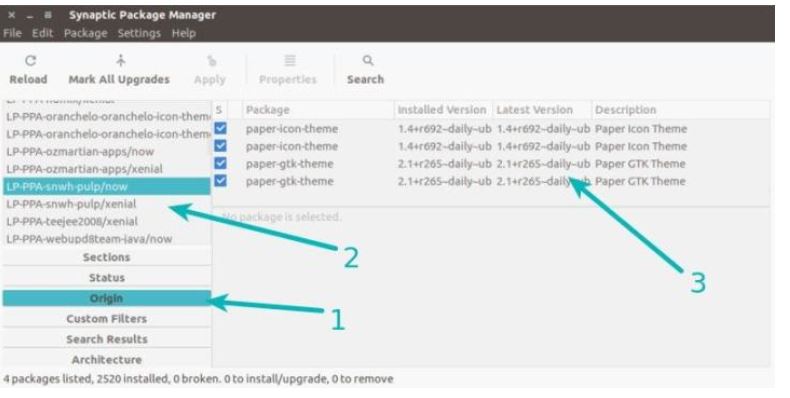 Synaptic Package Manager
File Edit Package Settings Help
Reload Mark All Upgrades Apply Properties Search
LP-PPA-oranchelo-oranchelo-icon-them
LP-PPA-oranchelo-oranchelo-icon-them
LP-PPA-ozmartian-apps/now
LP-PPA-ozmartian-apps/xenial
LP-PPA-snwh-pulp/now
LP-PPA-snwh-pulp/xenial
LP-PPA-teejee2008/xenial
LP-PPA-webupd8team-java/now
Sections
Status
Origin
Custom Filters
Search Results
Architecture
S Package Installed Version Latest Version Description
paper-icon-theme 1.4+r692~daily~ub 1.4+r692~daily~ub Paper Icon Theme
paper-icon-theme 1.4+r692~daily~ub 1.4+r692~daily~ub Paper Icon Theme
paper-gtk-theme 2.1+r265~daily~ub 2.1+r265~daily~ub Paper GTK Theme
paper-gtk-theme 2.1+r265~daily~ub 2.1+r265~daily~ub Paper GTK Theme
No package is selected.
2
3
1
4 packages listed, 2520 installed, 0 broken. 0 to install/upgrade, 0 to remove